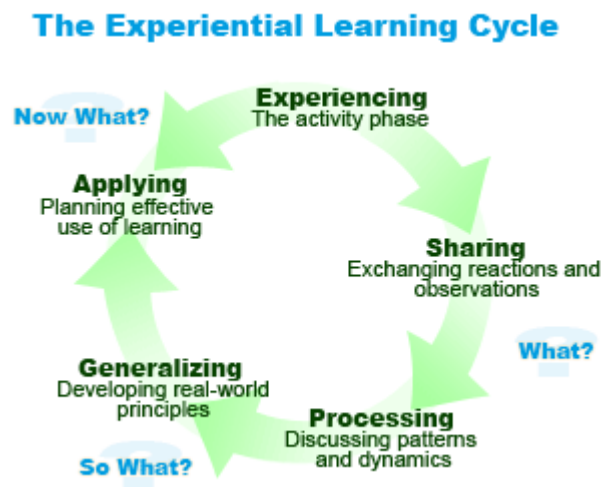 The Experiential Learning Cycle
Experiencing
The activity phase
Sharing
Exchanging reactions and
observations
What?
Processing
Discussing patterns
and dynamics
So What?
Generalizing
Developing real-world
principles
Applying
Planning effective
use of learning
Now What?